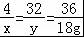 4/x = 32/y = 36/18g